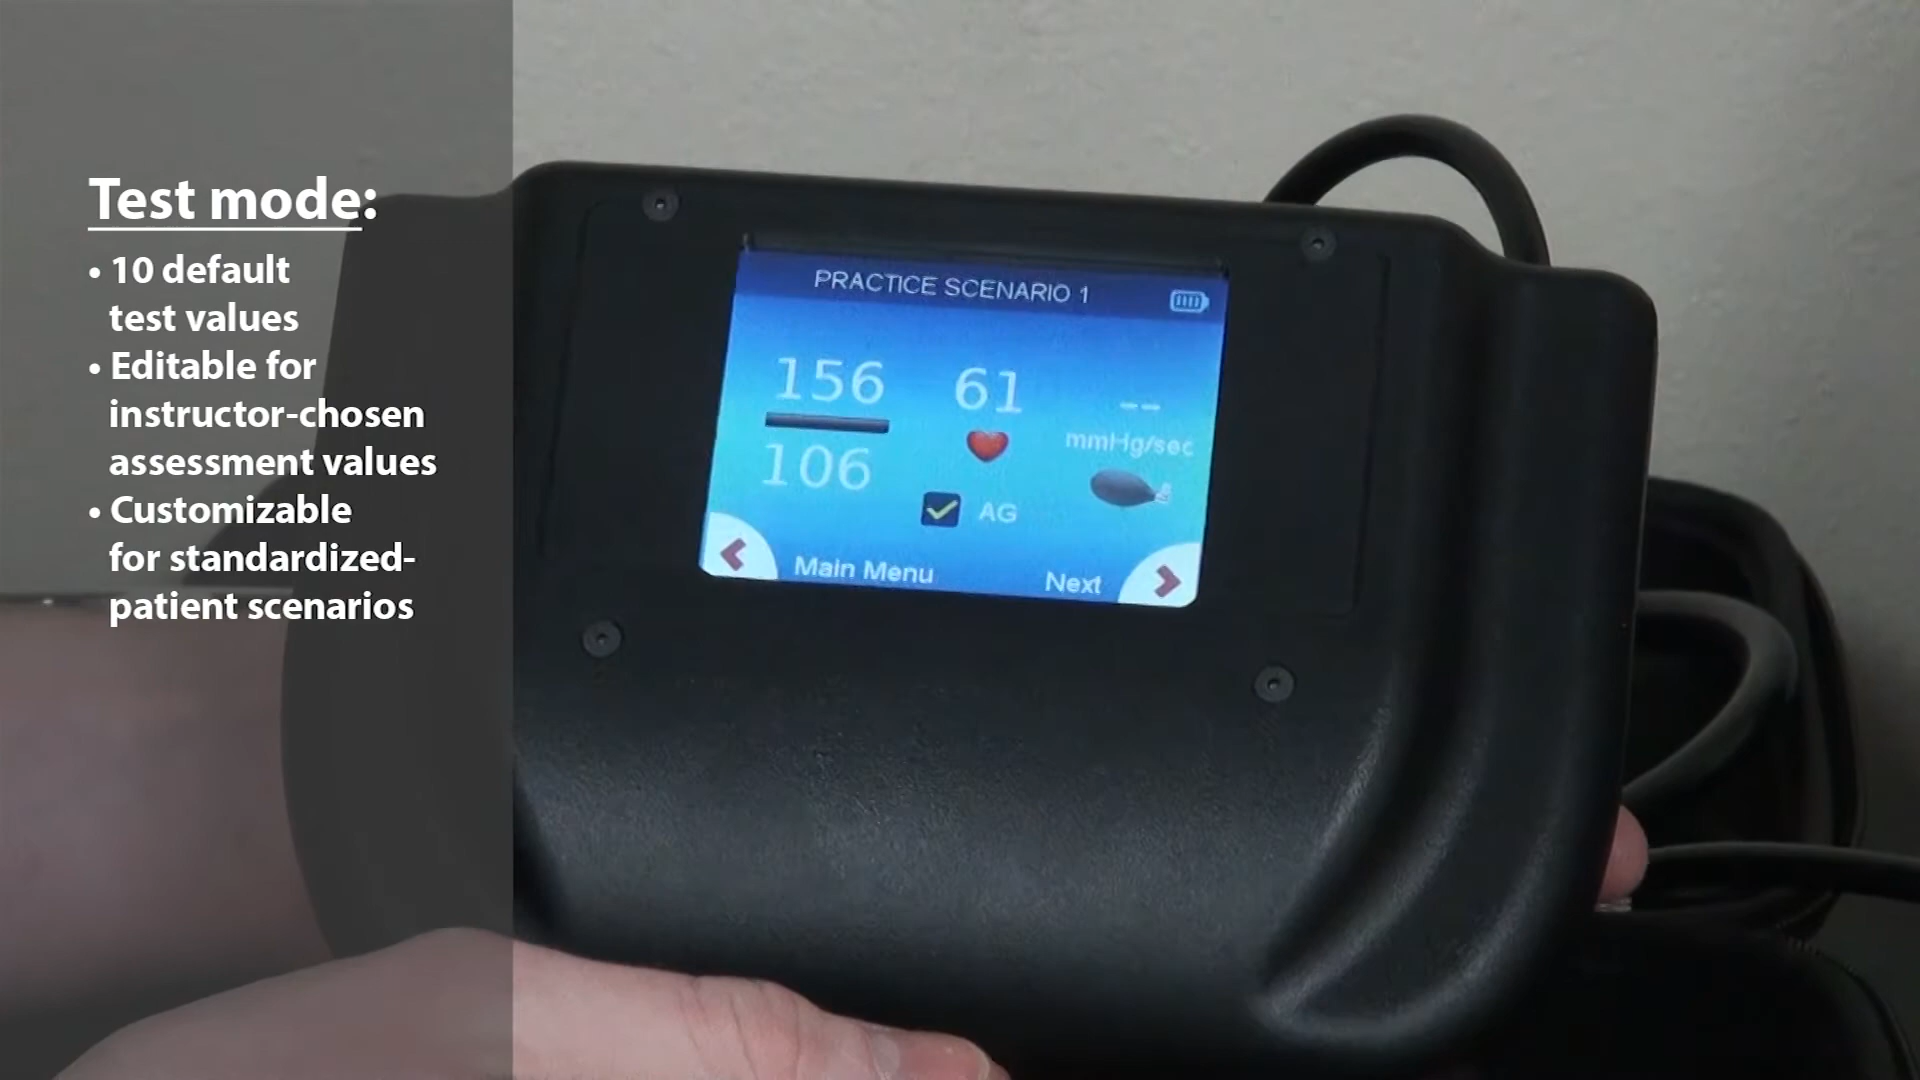 Test mode:
• 10 default
test values
• Editable for
instructor-chosen
assessment values
• Customizable
for standardized-
patient scenarios
PRACTICE SCENARIO 1
156
106
61
--
mmHg/sec
AG
Main Menu
Next